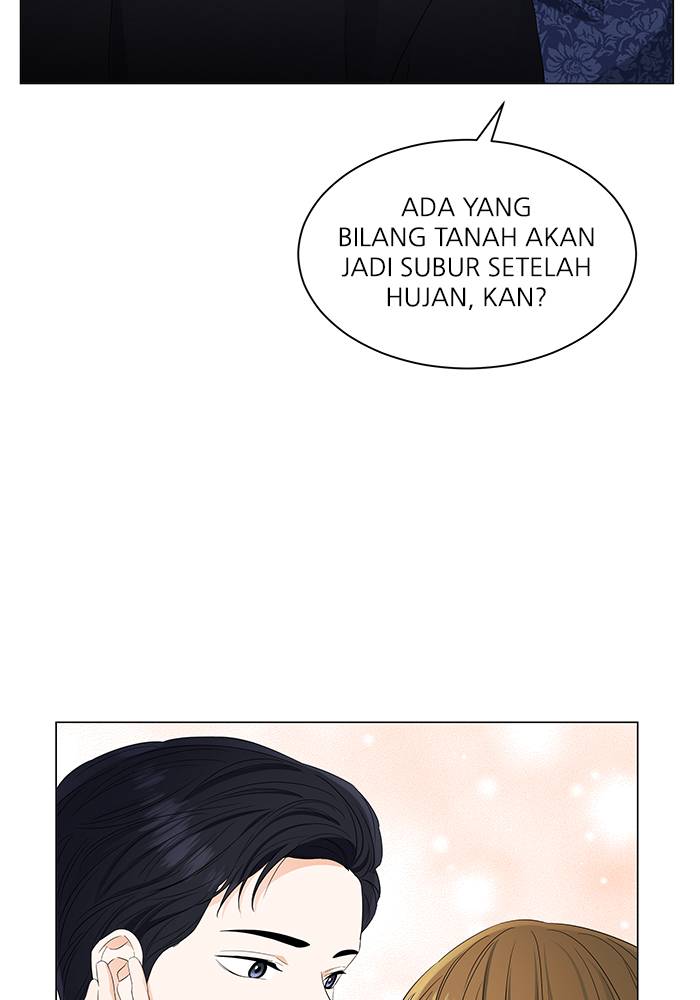 ADA YANG
BILANG TANAH AKAN
JADI SUBUR SETELAH
HUJAN, KAN?